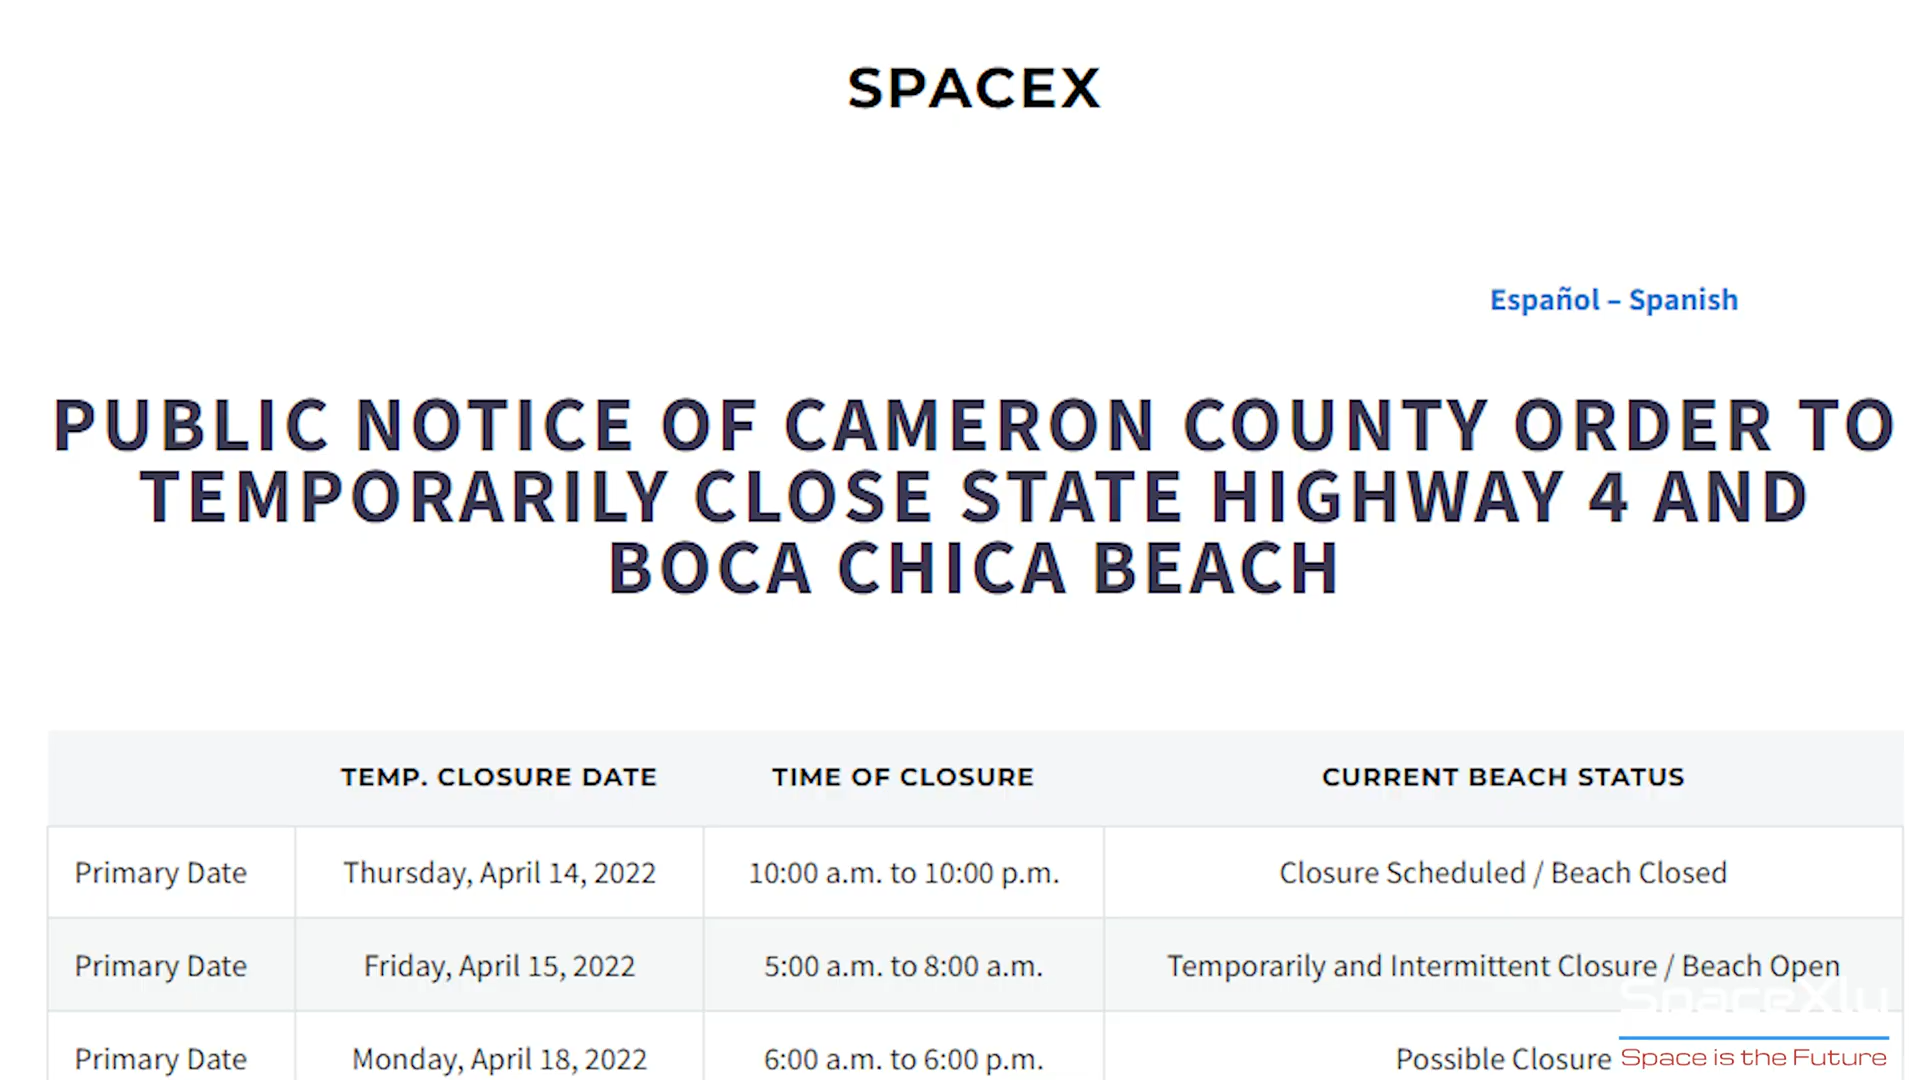 SPACEX
Español – Spanish
PUBLIC NOTICE OF CAMERON COUNTY ORDER TO
TEMPORARILY CLOSE STATE HIGHWAY 4 AND
BOCA CHICA BEACH
TEMP. CLOSURE DATE TIME OF CLOSURE CURRENT BEACH STATUS
Primary Date Thursday, April 14, 2022 10:00 a.m. to 10:00 p.m. Closure Scheduled / Beach Closed
Primary Date Friday, April 15, 2022 5:00 a.m. to 8:00 a.m. Temporarily and Intermittent Closure / Beach Open
Primary Date Monday, April 18, 2022 6:00 a.m. to 6:00 p.m. Possible Closure
Space is the Future